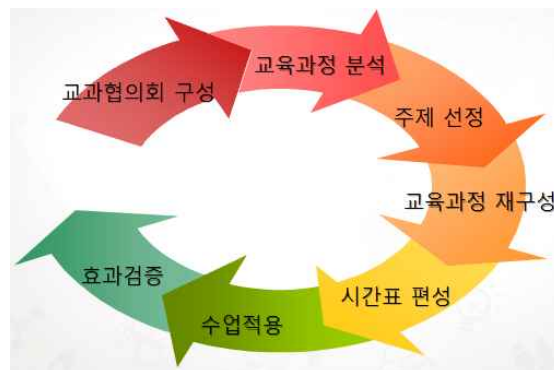 교과협의회 구성
교육과정 분석
주제 선정
교육과정 재구성
시간표 편성
수업적용
효과검증